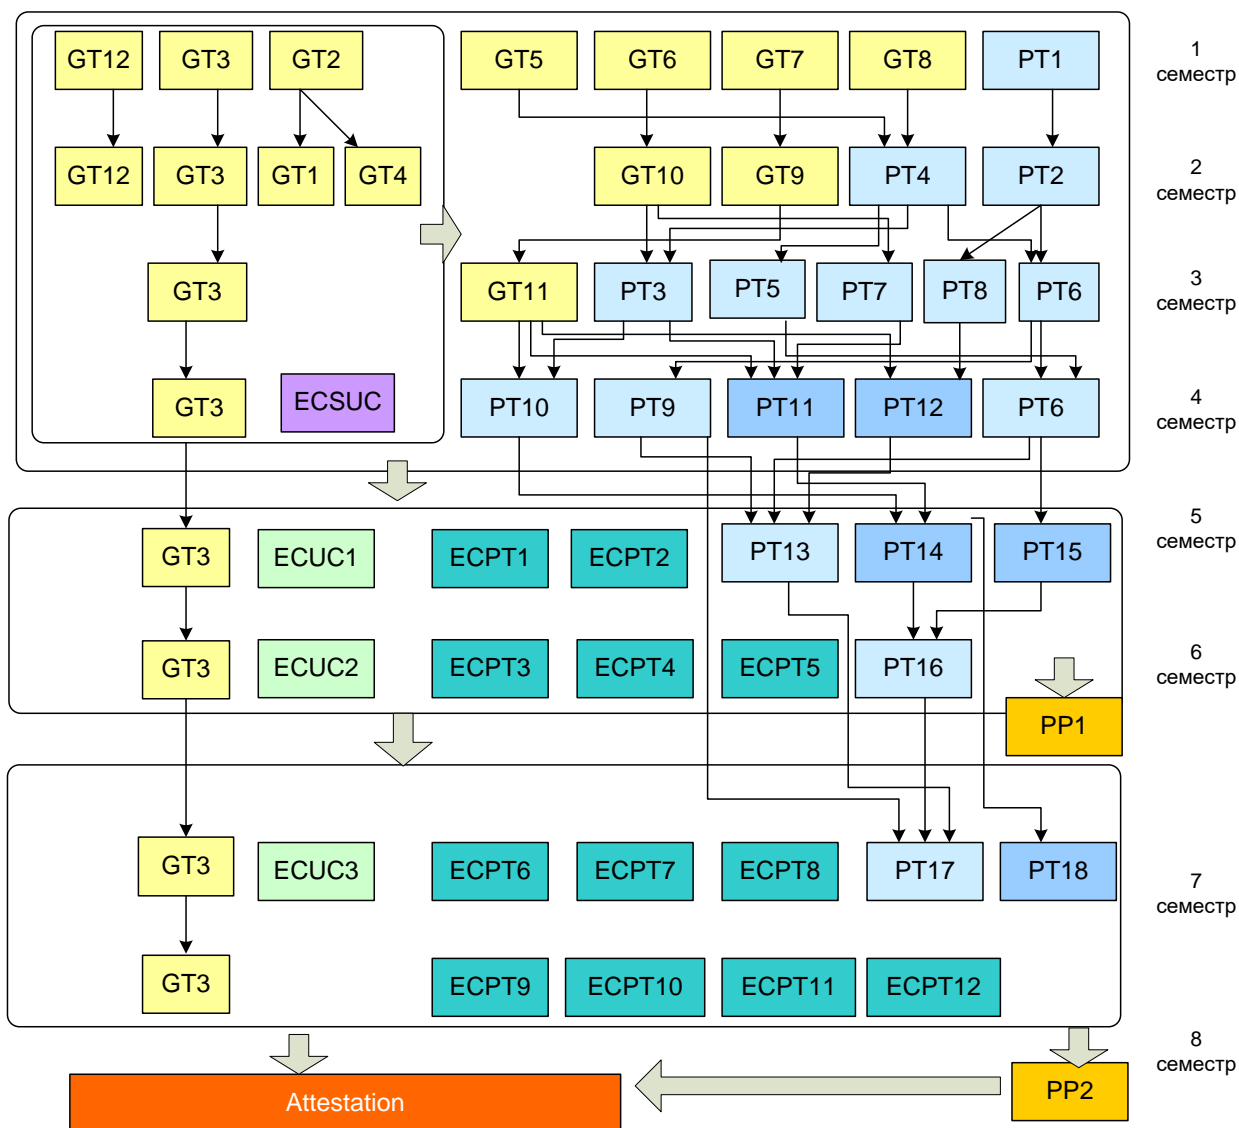 GT12 GT3 GT2 GT5 GT6 GT7 GT8 PT1
1
семестр
GT12 GT3 GT1 GT4 GT10 GT9 PT4 PT2
2
семестр
GT3 GT11 PT3 PT5 PT7 PT8 PT6
3
семестр
GT3 ECSUC PT10 PT9 PT11 PT12 PT6
4
семестр
GT3 ECUC1 ECPT1 ECPT2 PT13 PT14 PT15
5
семестр
GT3 ECUC2 ECPT3 ECPT4 ECPT5 PT16
6
семестр
PP1
GT3 ECUC3 ECPT6 ECPT7 ECPT8 PT17 PT18
7
семестр
GT3 ECPT9 ECPT10 ECPT11 ECPT12
8
семестр
Attestation PP2